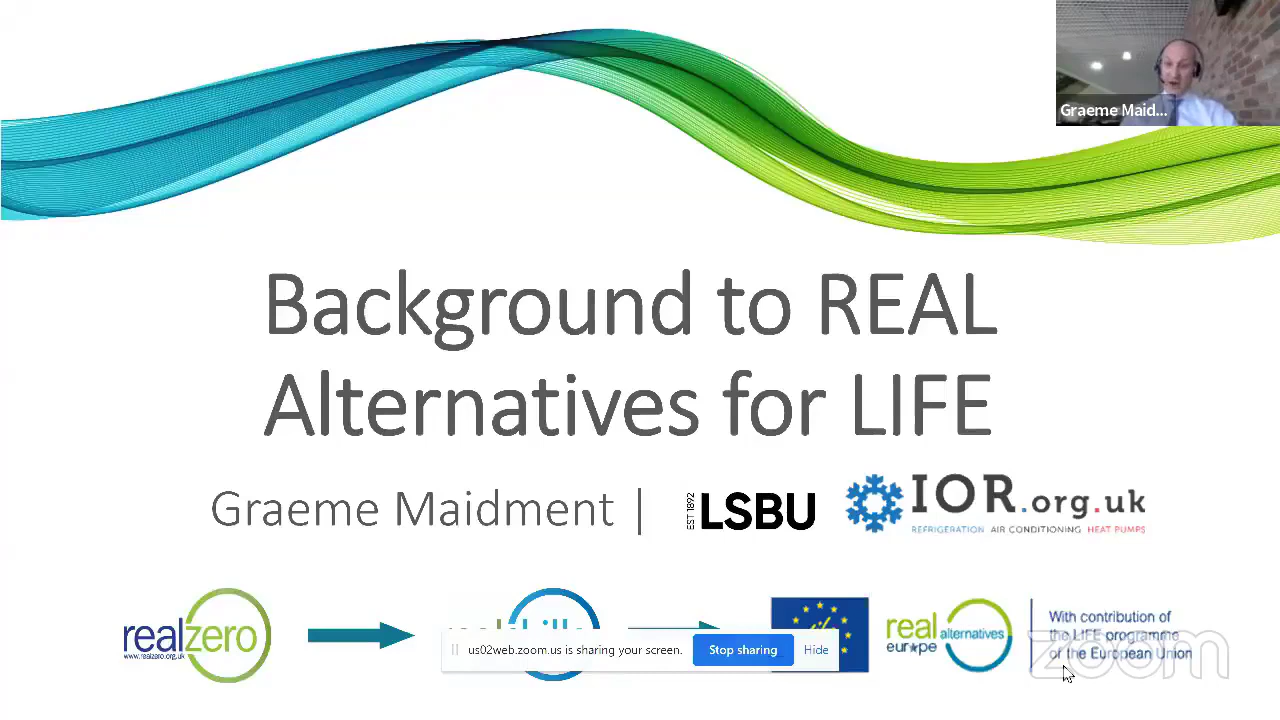 Graeme Maid...
Background to REAL
Alternatives for LIFE
Graeme Maidment |
EST 1892
LSBU
IOR.org.uk
REFRIGERATION AIR CONDITIONING HEAT PUMPS
realzero
www.realzero.org.uk
us02web.zoom.us is sharing your screen.
Stop sharing
Hide
real alternatives
europe
With contribution of
the LIFE programme
of the European Union
zoom